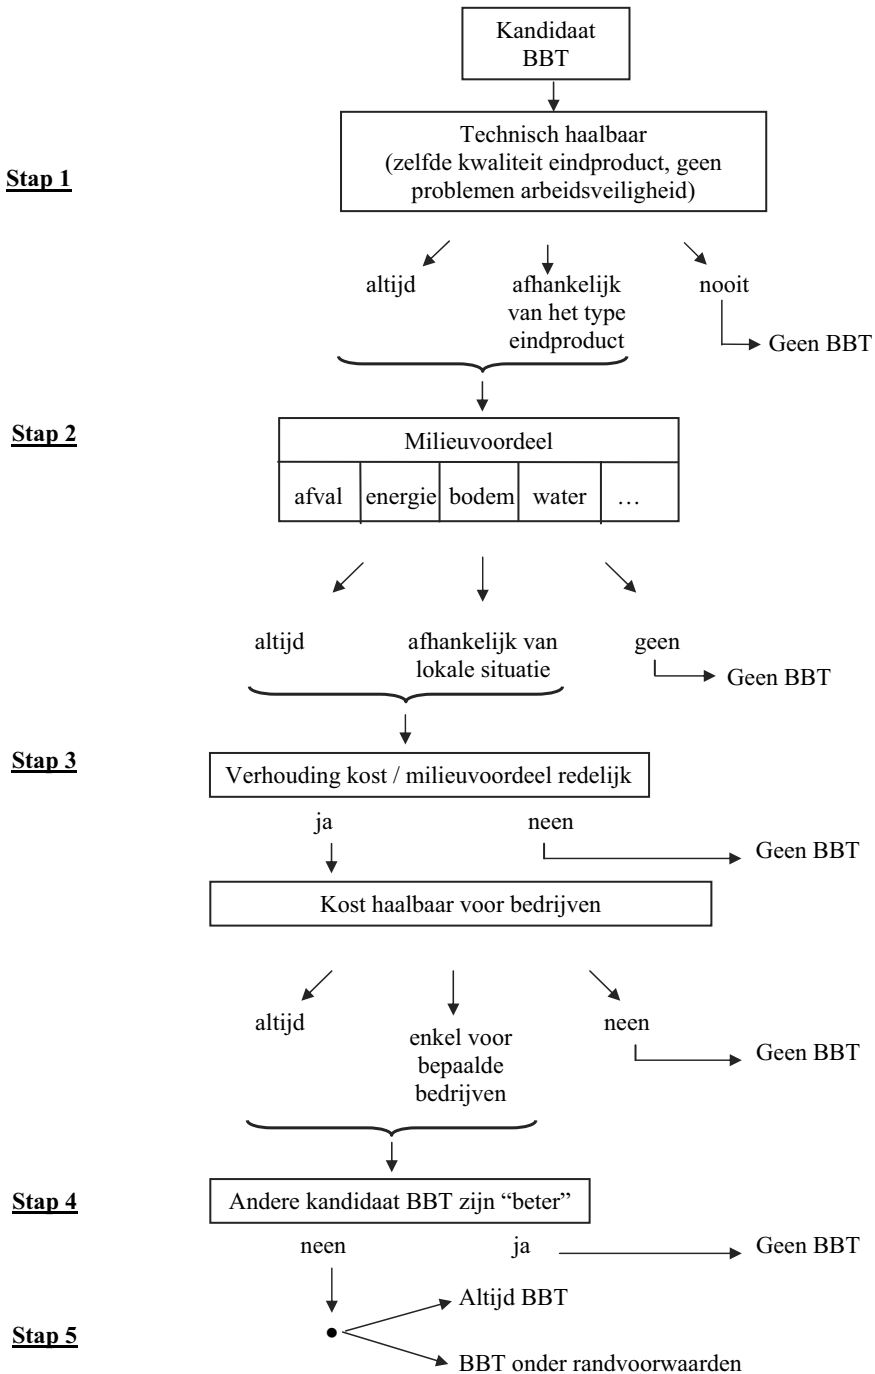 Kandidaat
BBT
Stap 1
Technisch haalbaar
(zelfde kwaliteit eindproduct, geen
problemen arbeidsveiligheid)
altijd
afhankelijk
van het type
eindproduct
nooit
Geen BBT
Stap 2
Milieuvoordeel
afval energie bodem water …
altijd
afhankelijk van
lokale situatie
geen
Geen BBT
Stap 3
Verhouding kost / milieuvoordeel redelijk
ja neen
Geen BBT
Kost haalbaar voor bedrijven
altijd
enkel voor
bepaalde
bedrijven
neen
Geen BBT
Stap 4
Andere kandidaat BBT zijn “beter”
neen ja Geen BBT
Altijd BBT
Stap 5
BBT onder randvoorwaarden